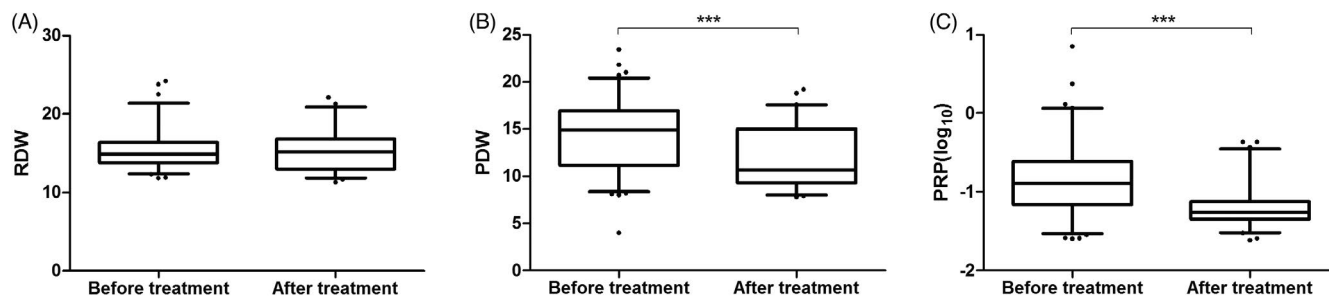 (A)
RDW
30
20
10
0
Before treatment
After treatment
(B)
***
PDW
25
20
15
10
5
0
Before treatment
After treatment
(C)
***
PRP(log10)
1
0
-1
-2
Before treatment
After treatment